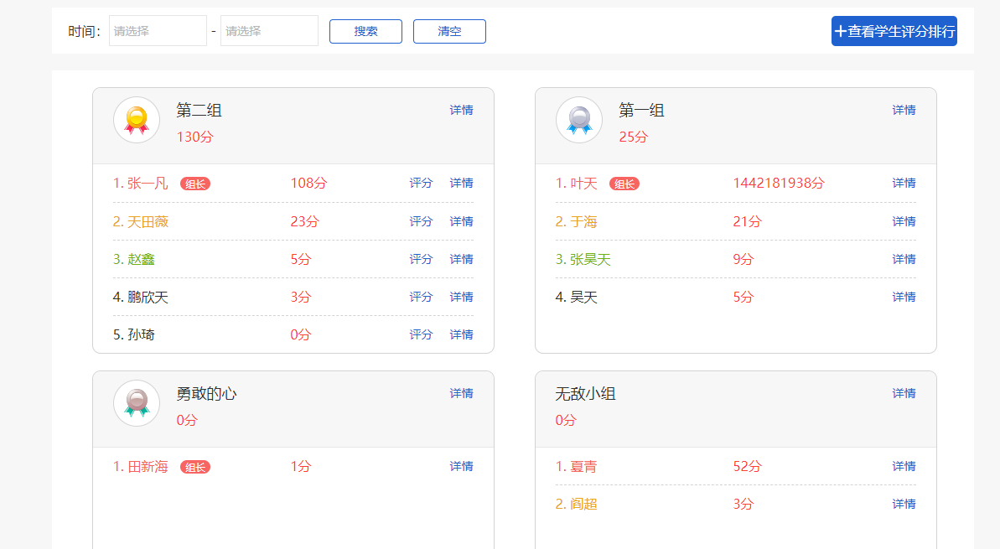 时间： 请选择 - 请选择 搜索 清空 +查看学生评分排行
第二组 详情
130分
1. 张一凡 组长 108分 评分 详情
2. 天田薇 23分 评分 详情
3. 赵鑫 5分 评分 详情
4. 鹏欣天 3分 评分 详情
5. 孙琦 0分 评分 详情
第一组 详情
25分
1. 叶天 组长 1442181938分 详情
2. 于海 21分 详情
3. 张昊天 9分 详情
4. 吴天 5分 详情
勇敢的心 详情
0分
1. 田新海 组长 1分 详情
无敌小组 详情
0分
1. 夏青 52分 详情
2. 阎超 3分 详情